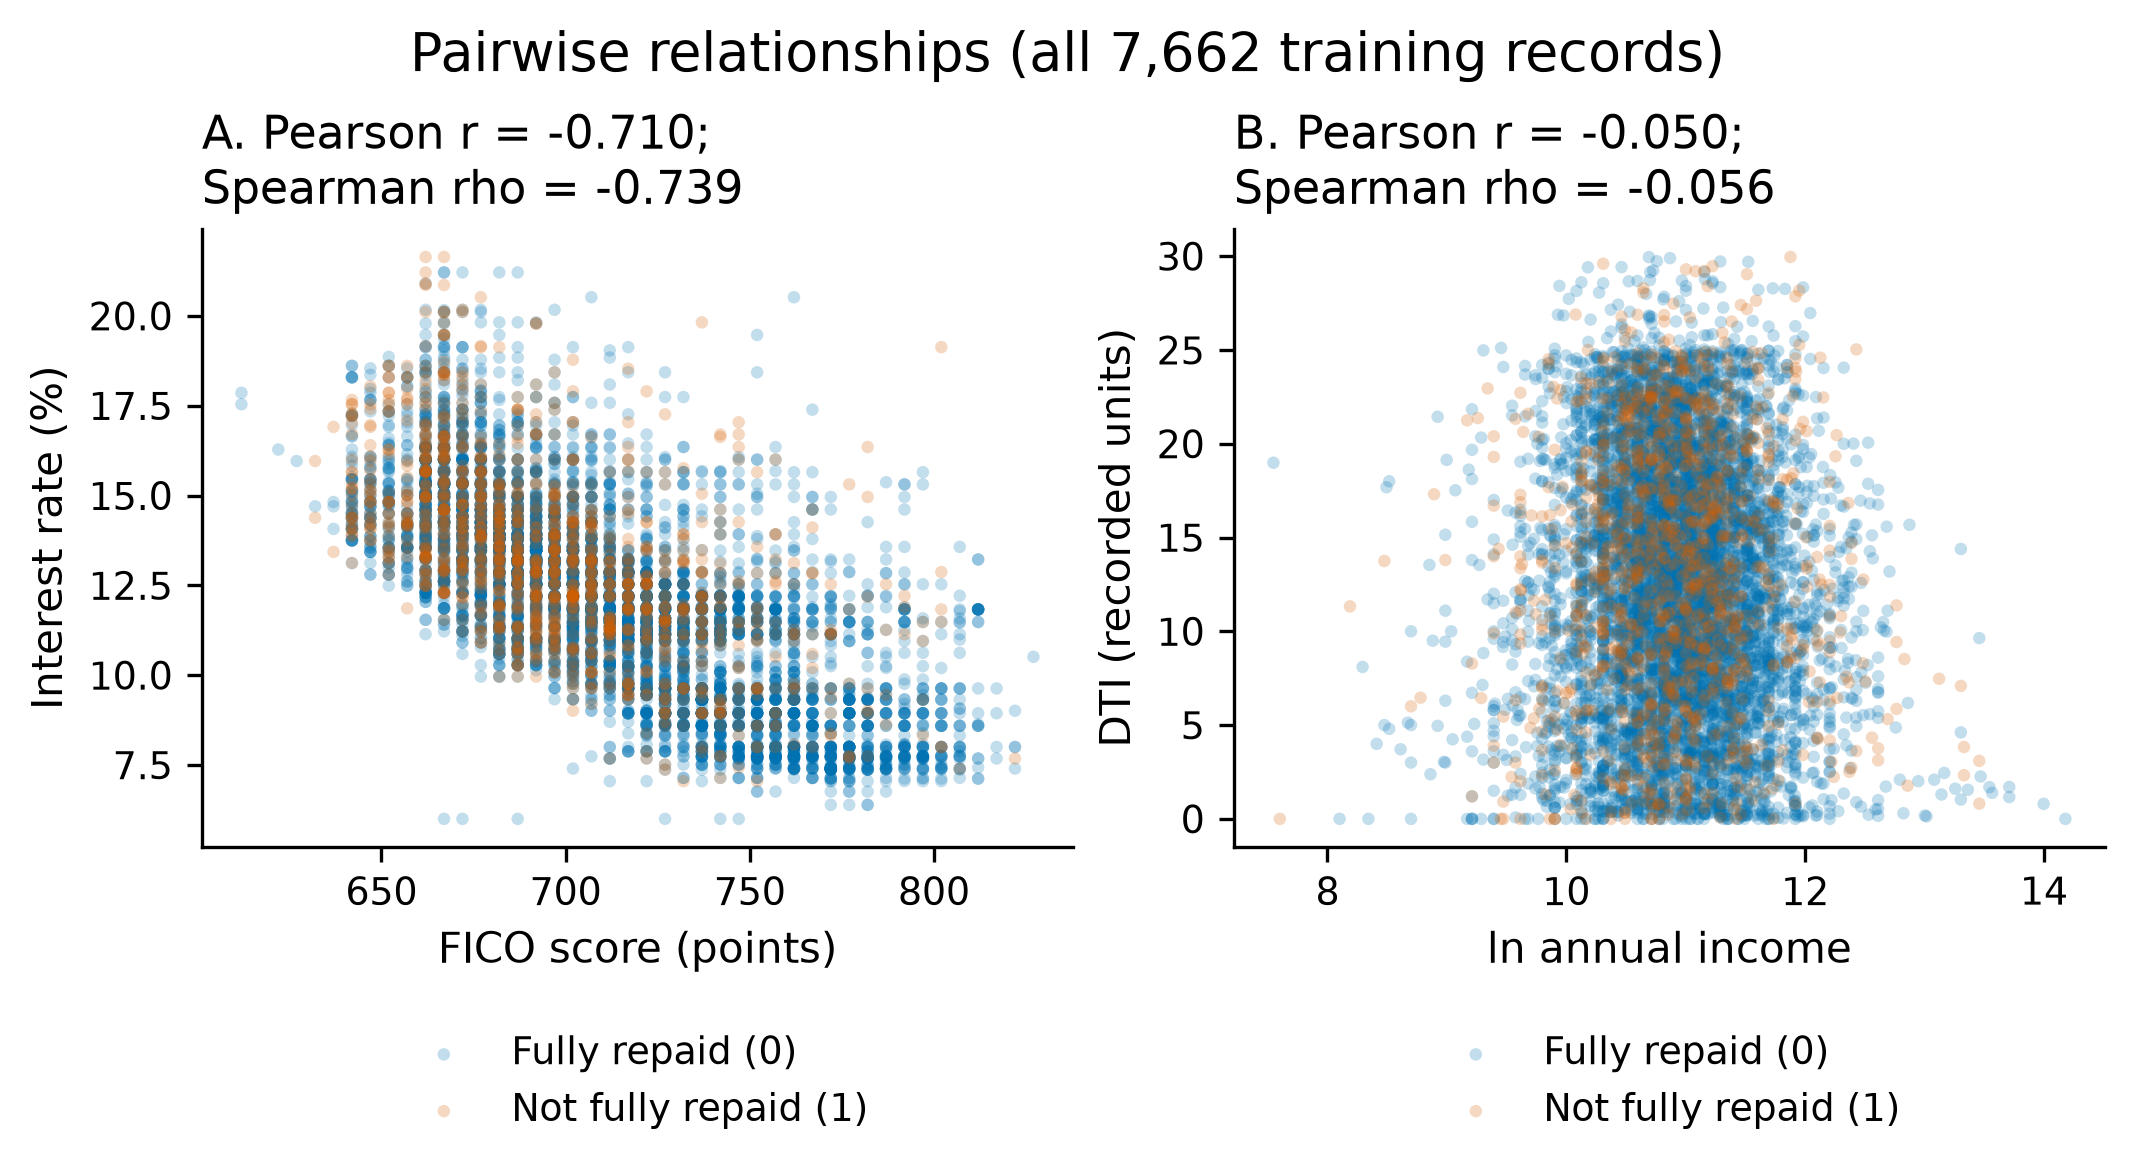 Pairwise relationships (all 7,662 training records)
A. Pearson r = -0.710;
Spearman rho = -0.739
20.0
17.5
15.0
12.5
10.0
7.5
Interest rate (%)
650 700 750 800
FICO score (points)
Fully repaid (0)
Not fully repaid (1)
B. Pearson r = -0.050;
Spearman rho = -0.056
30
25
20
15
10
5
0
DTI (recorded units)
8 10 12 14
ln annual income
Fully repaid (0)
Not fully repaid (1)